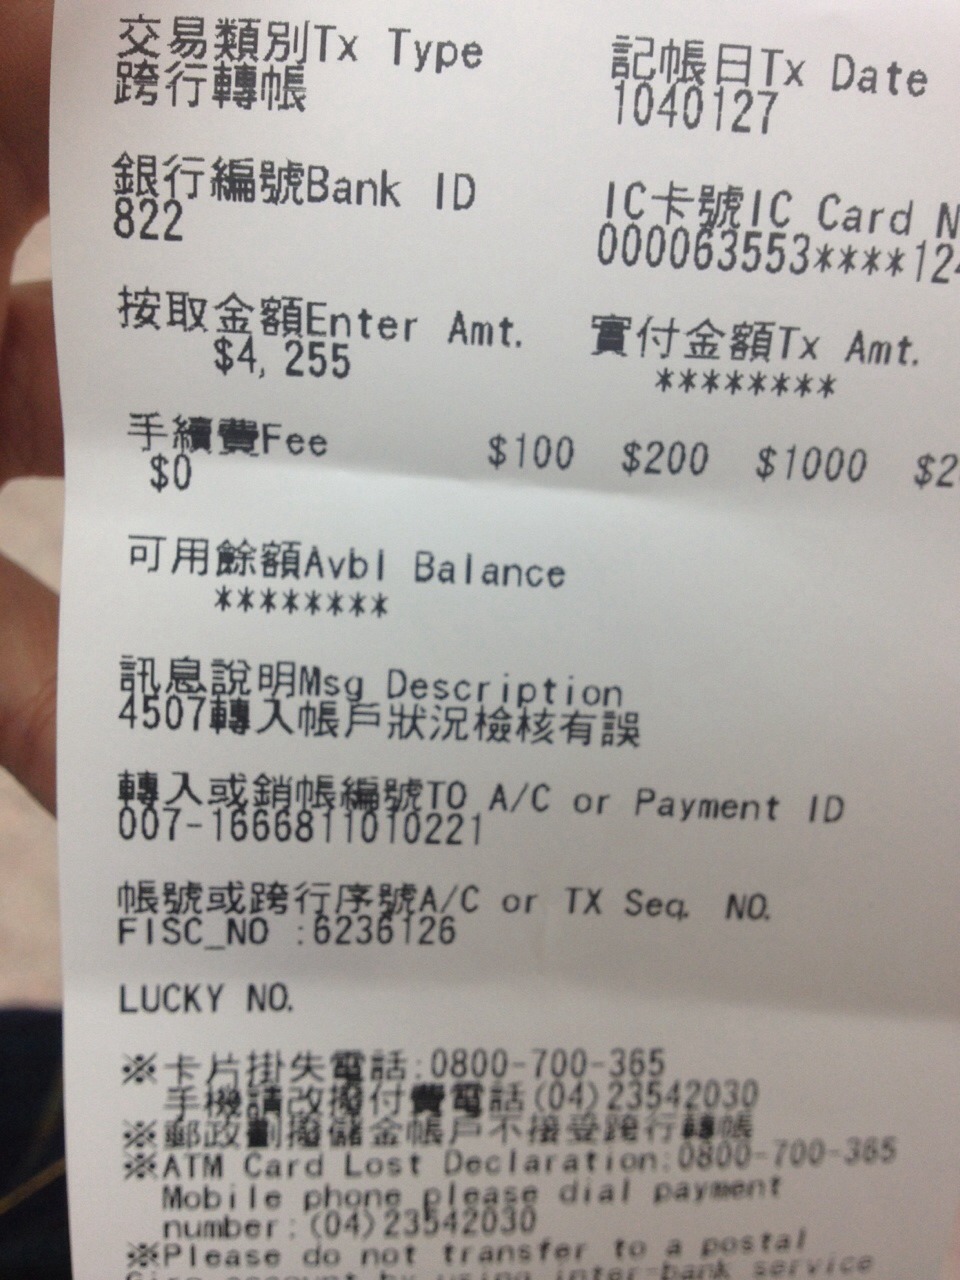 交易類別Tx Type 記帳日Tx Date
跨行轉帳 1040127
銀行編號Bank ID IC卡號IC Card N
822 000063553****124
按取金額Enter Amt. 實付金額Tx Amt.
$4,255 ********
手續費Fee $100 $200 $1000 $2
$0
可用餘額Avbl Balance
********
訊息說明Msg Description
4507轉入帳戶狀況檢核有誤
轉入或銷帳編號TO A/C or Payment ID
007-1666811010221
帳號或跨行序號A/C or TX Seq. NO.
FISC_NO :6236126
LUCKY NO.
※卡片掛失電話:0800-700-365
手機請改撥付費電話(04)23542030
※郵政劃撥儲金帳戶不接受跨行轉帳
※ATM Card Lost Declaration:0800-700-365
Mobile phone please dial payment
number:(04)23542030
※Please do not transfer to a postal
Giro account by using inter-bank service